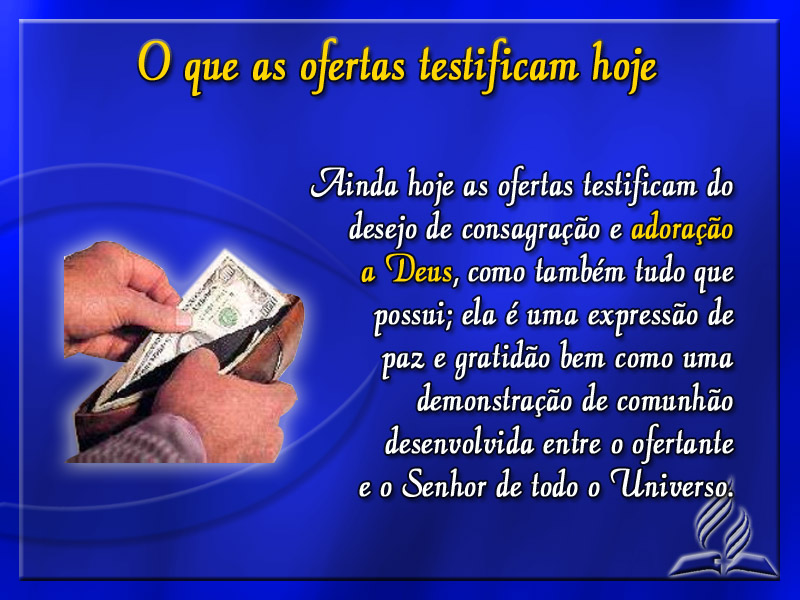 O que as ofertas testificam hoje
Ainda hoje as ofertas testificam do
desejo de consagração e adoração
a Deus, como também tudo que
possui; ela é uma expressão de
paz e gratidão bem como uma
demonstração de comunhão
desenvolvida entre o ofertante
e o Senhor de todo o Universo.